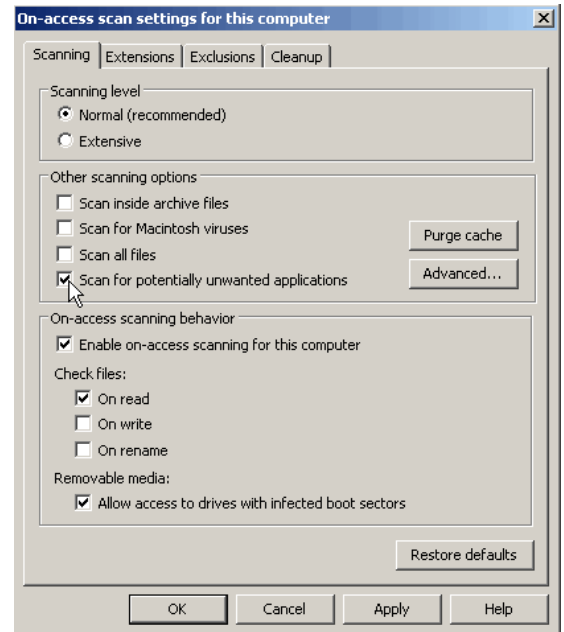 On-access scan settings for this computer
Scanning Extensions Exclusions Cleanup
Scanning level
Normal (recommended)
Extensive
Other scanning options
Scan inside archive files
Scan for Macintosh viruses
Scan all files
Scan for potentially unwanted applications
Purge cache
Advanced...
On-access scanning behavior
Enable on-access scanning for this computer
Check files:
On read
On write
On rename
Removable media:
Allow access to drives with infected boot sectors
Restore defaults
OK Cancel Apply Help